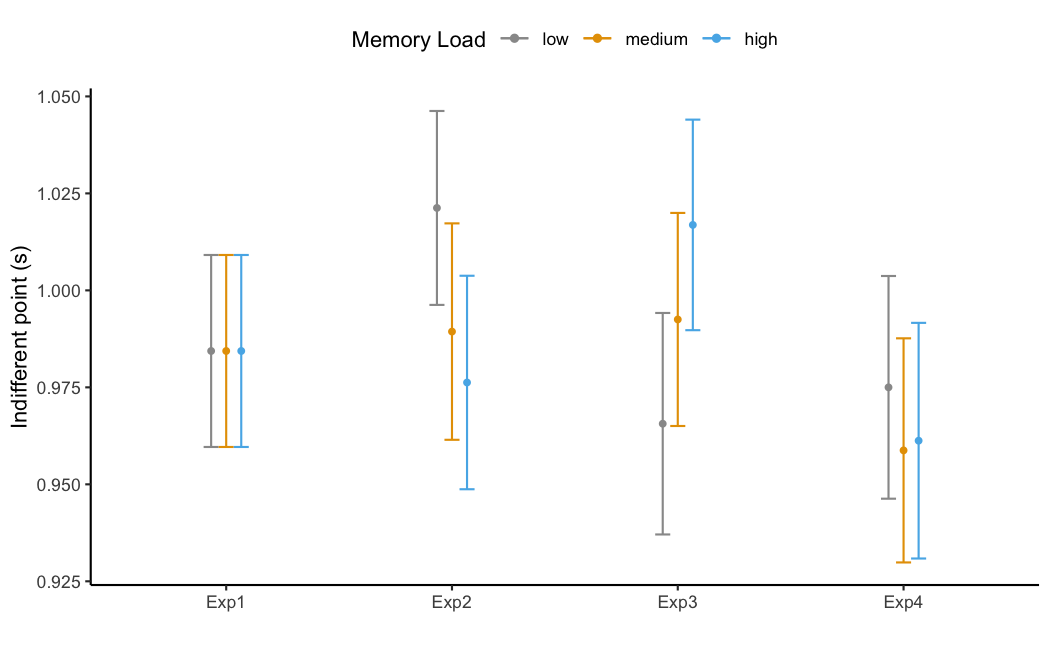 Memory Load low medium high
1.050
1.025
1.000
0.975
0.950
0.925
Indifferent point (s)
Exp1 Exp2 Exp3 Exp4